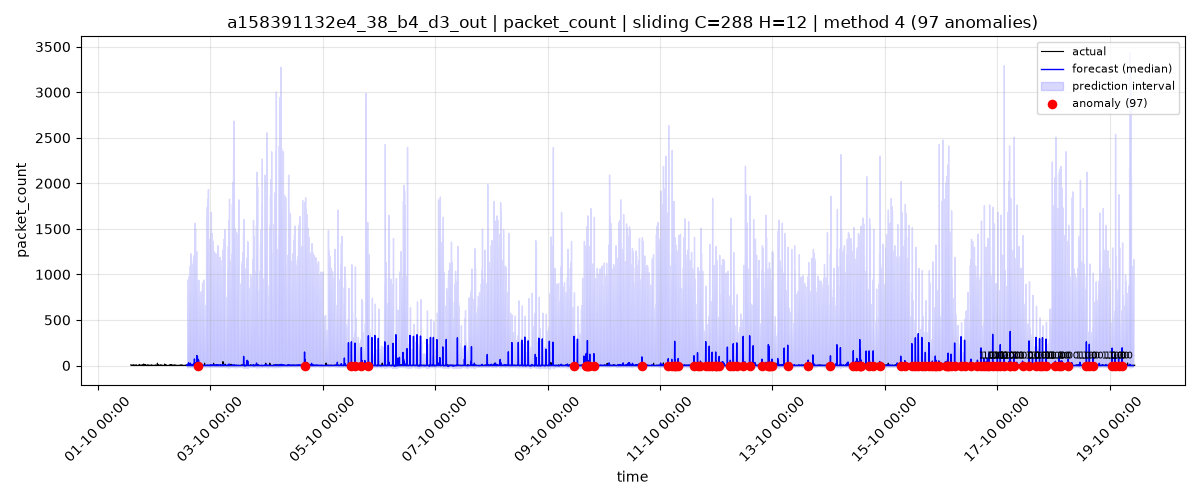 a158391132e4_38_b4_d3_out | packet_count | sliding C=288 H=12 | method 4 (97 anomalies)
actual
forecast (median)
prediction interval
anomaly (97)
packet_count
3500
3000
2500
2000
1500
1000
500
0
01-10 00:00
03-10 00:00
05-10 00:00
07-10 00:00
09-10 00:00
11-10 00:00
13-10 00:00
15-10 00:00
17-10 00:00
19-10 00:00
time